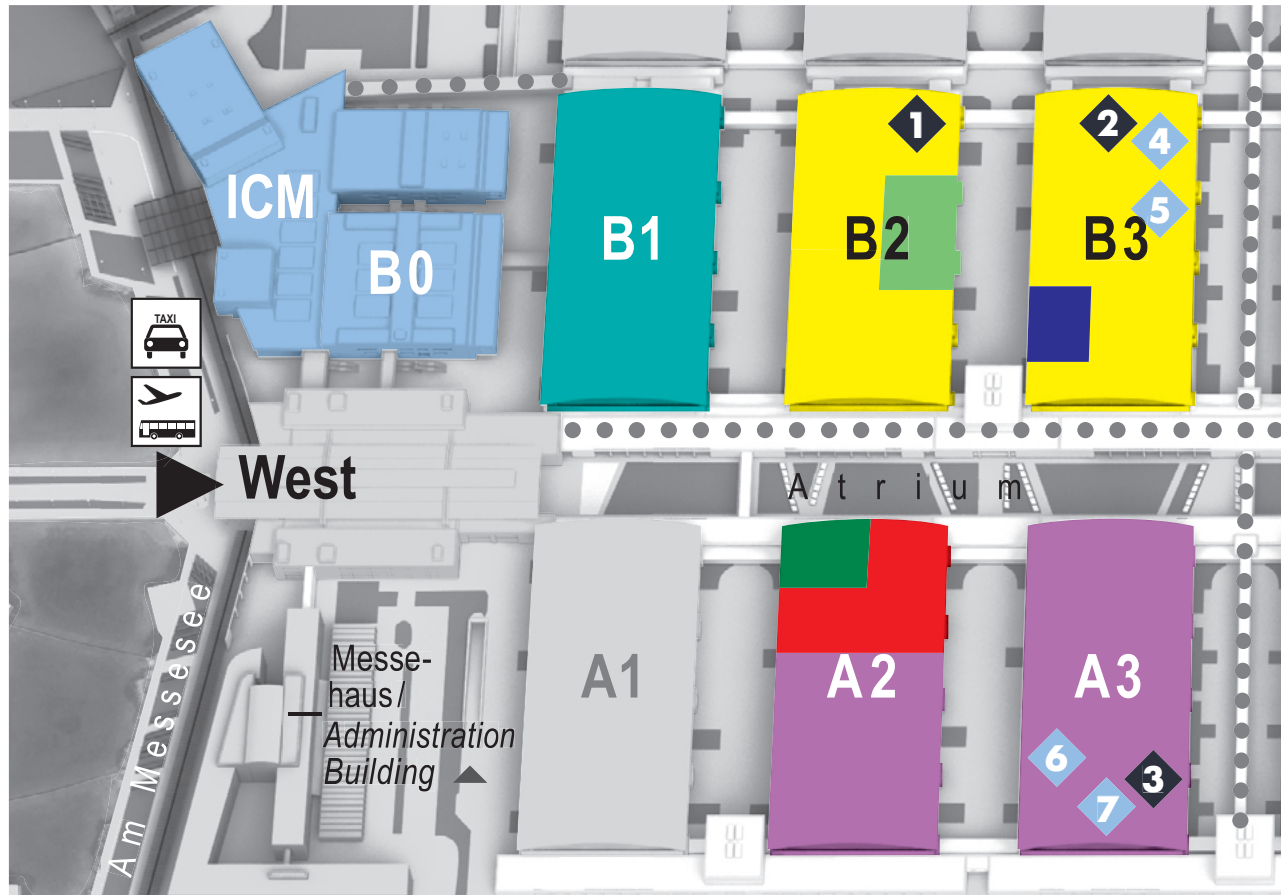 1
2
4
5
ICM
B1
B2
B3
B0
TAXI
West
Atrium
Am Messesee
Messe-
haus/
Administration
Building
A1
A2
A3
6
3
7